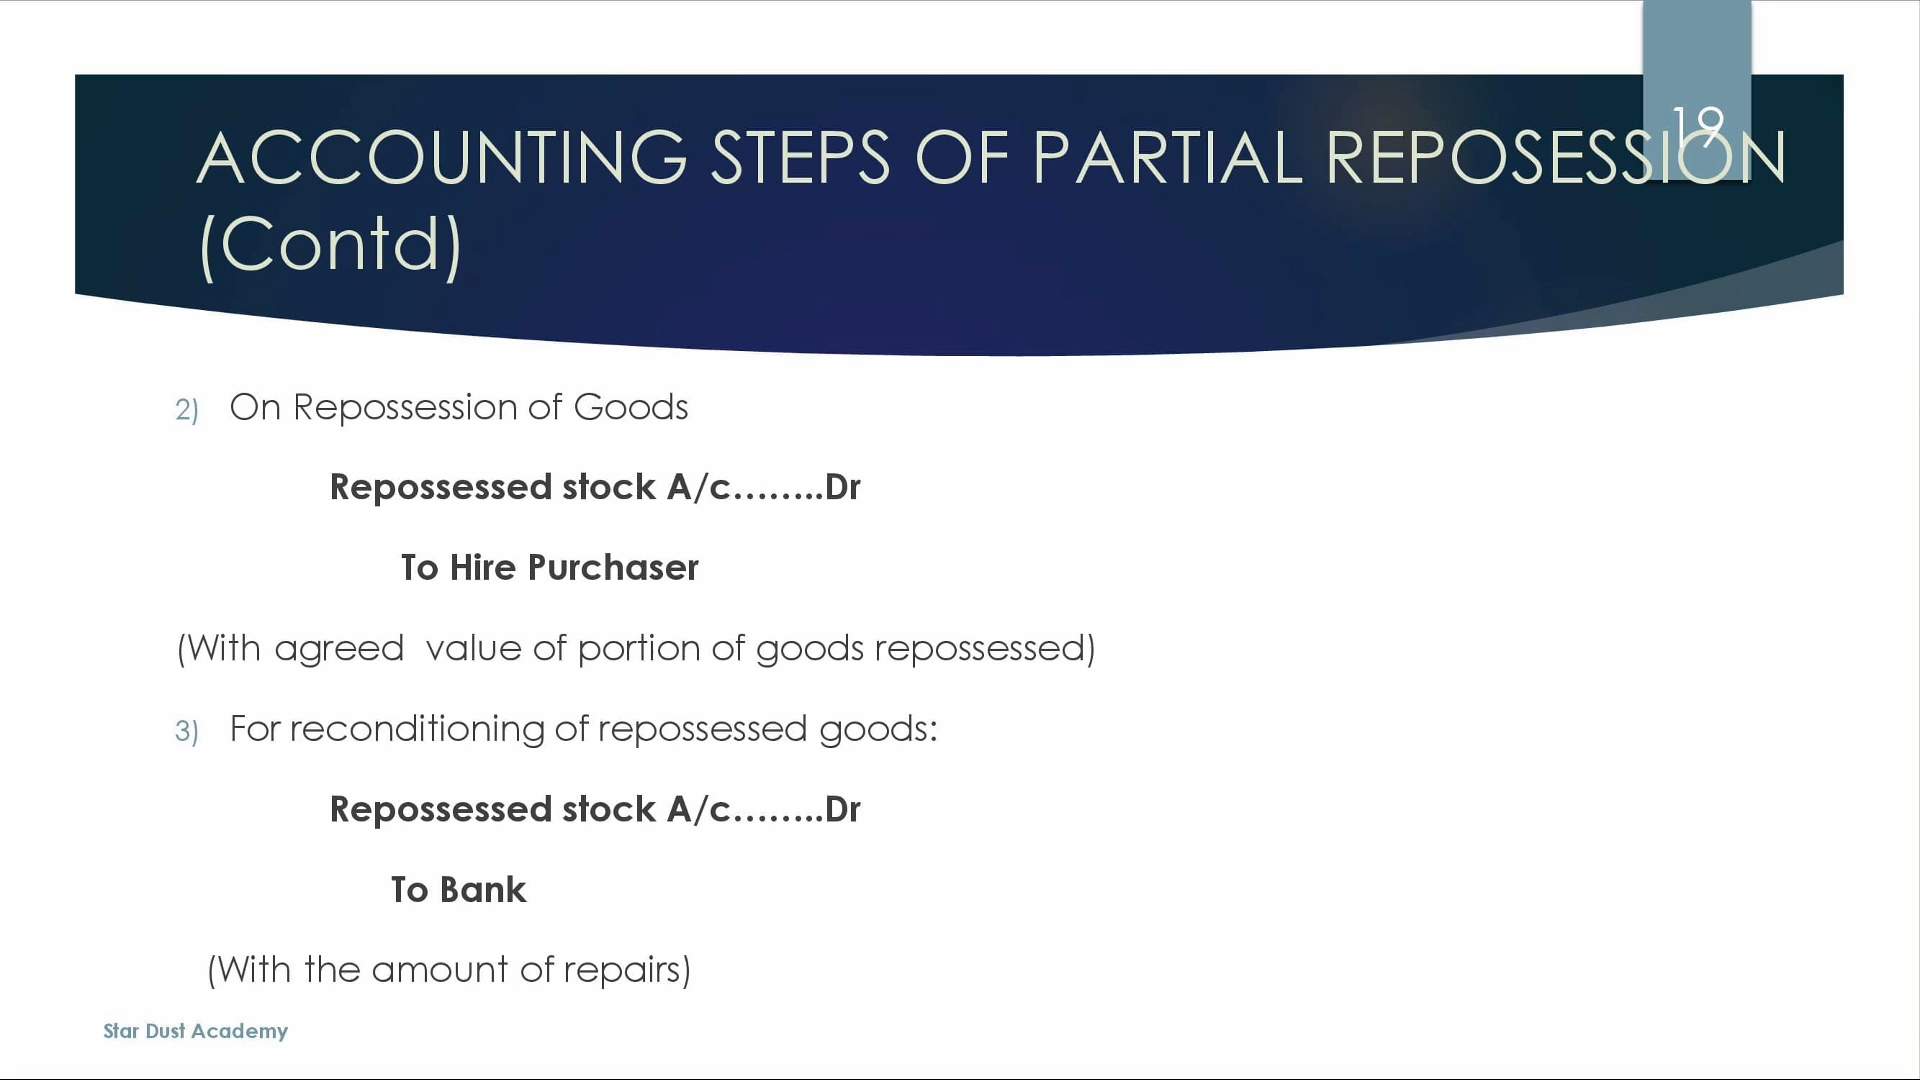 19
ACCOUNTING STEPS OF PARTIAL REPOSESSION
(Contd)
2) On Repossession of Goods
Repossessed stock A/c........Dr
To Hire Purchaser
(With agreed value of portion of goods repossessed)
3) For reconditioning of repossessed goods:
Repossessed stock A/c........Dr
To Bank
(With the amount of repairs)
Star Dust Academy